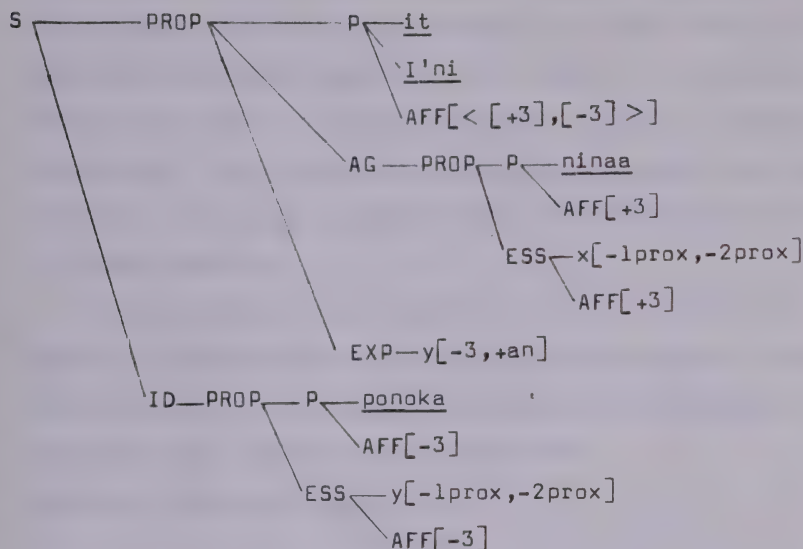 S PROP P it
I'ni
AFF[< [+3],[-3] >]
AG PROP P ninaa
AFF[+3]
ESS x[-1prox,-2prox]
AFF[+3]
EXP y[-3,+an]
ID PROP P ponoka
AFF[-3]
ESS y[-1prox,-2prox]
AFF[-3]